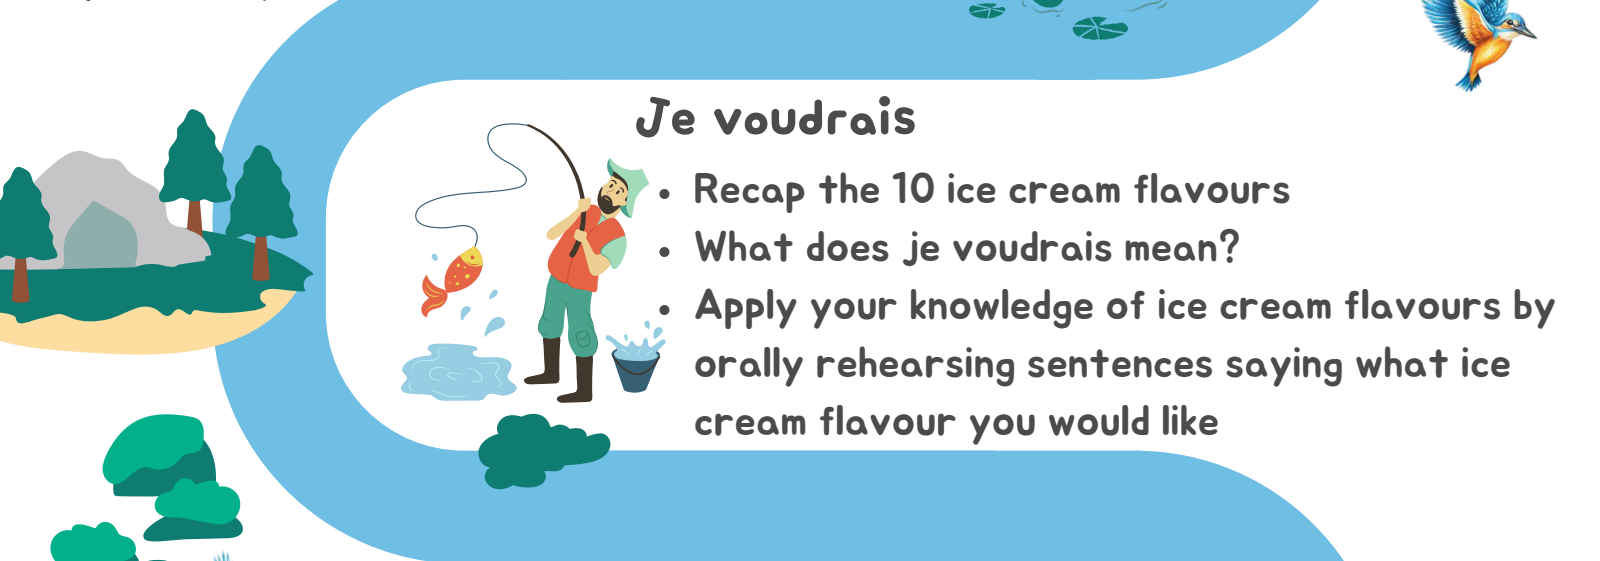 Je voudrais
• Recap the 10 ice cream flavours
• What does je voudrais mean?
• Apply your knowledge of ice cream flavours by
orally rehearsing sentences saying what ice
cream flavour you would like